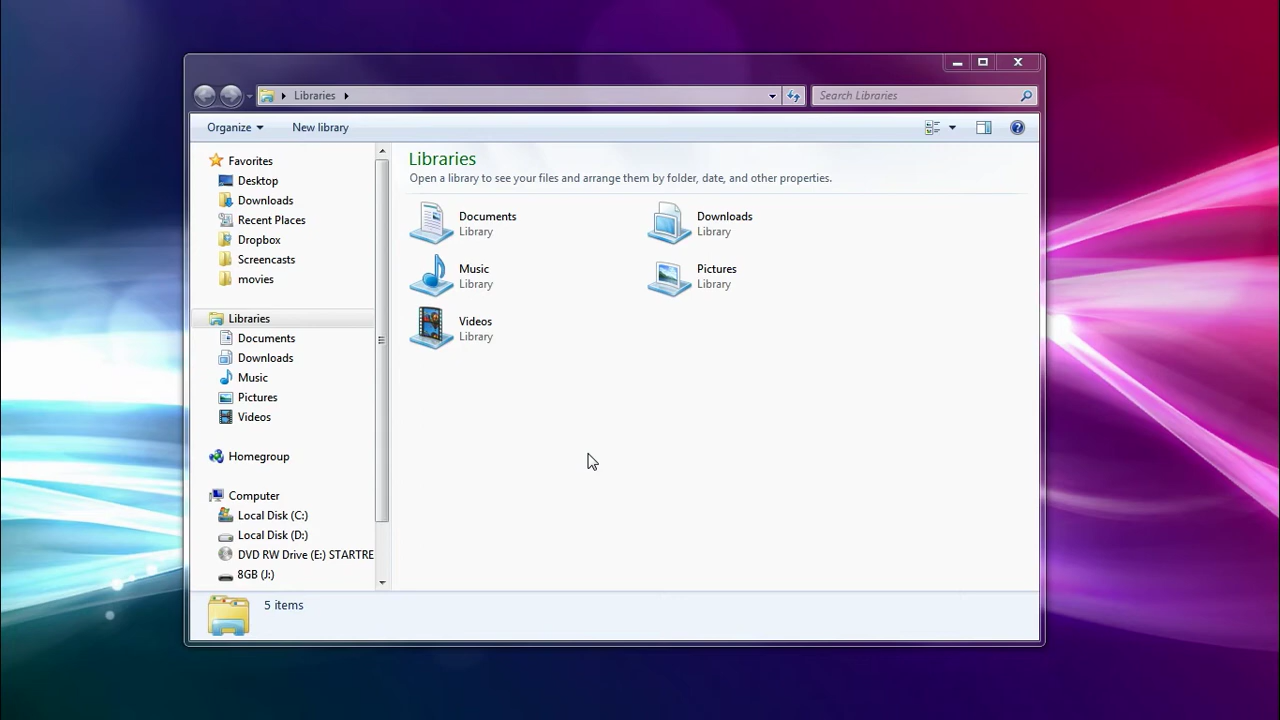 Libraries
Search Libraries
Organize
New library
Favorites
Desktop
Downloads
Recent Places
Dropbox
Screencasts
movies
Libraries
Documents
Downloads
Music
Pictures
Videos
Homegroup
Computer
Local Disk (C:)
Local Disk (D:)
DVD RW Drive (E:) STARTRE
8GB (J:)
Libraries
Open a library to see your files and arrange them by folder, date, and other properties.
Documents
Library
Downloads
Library
Music
Library
Pictures
Library
Videos
Library
5 items